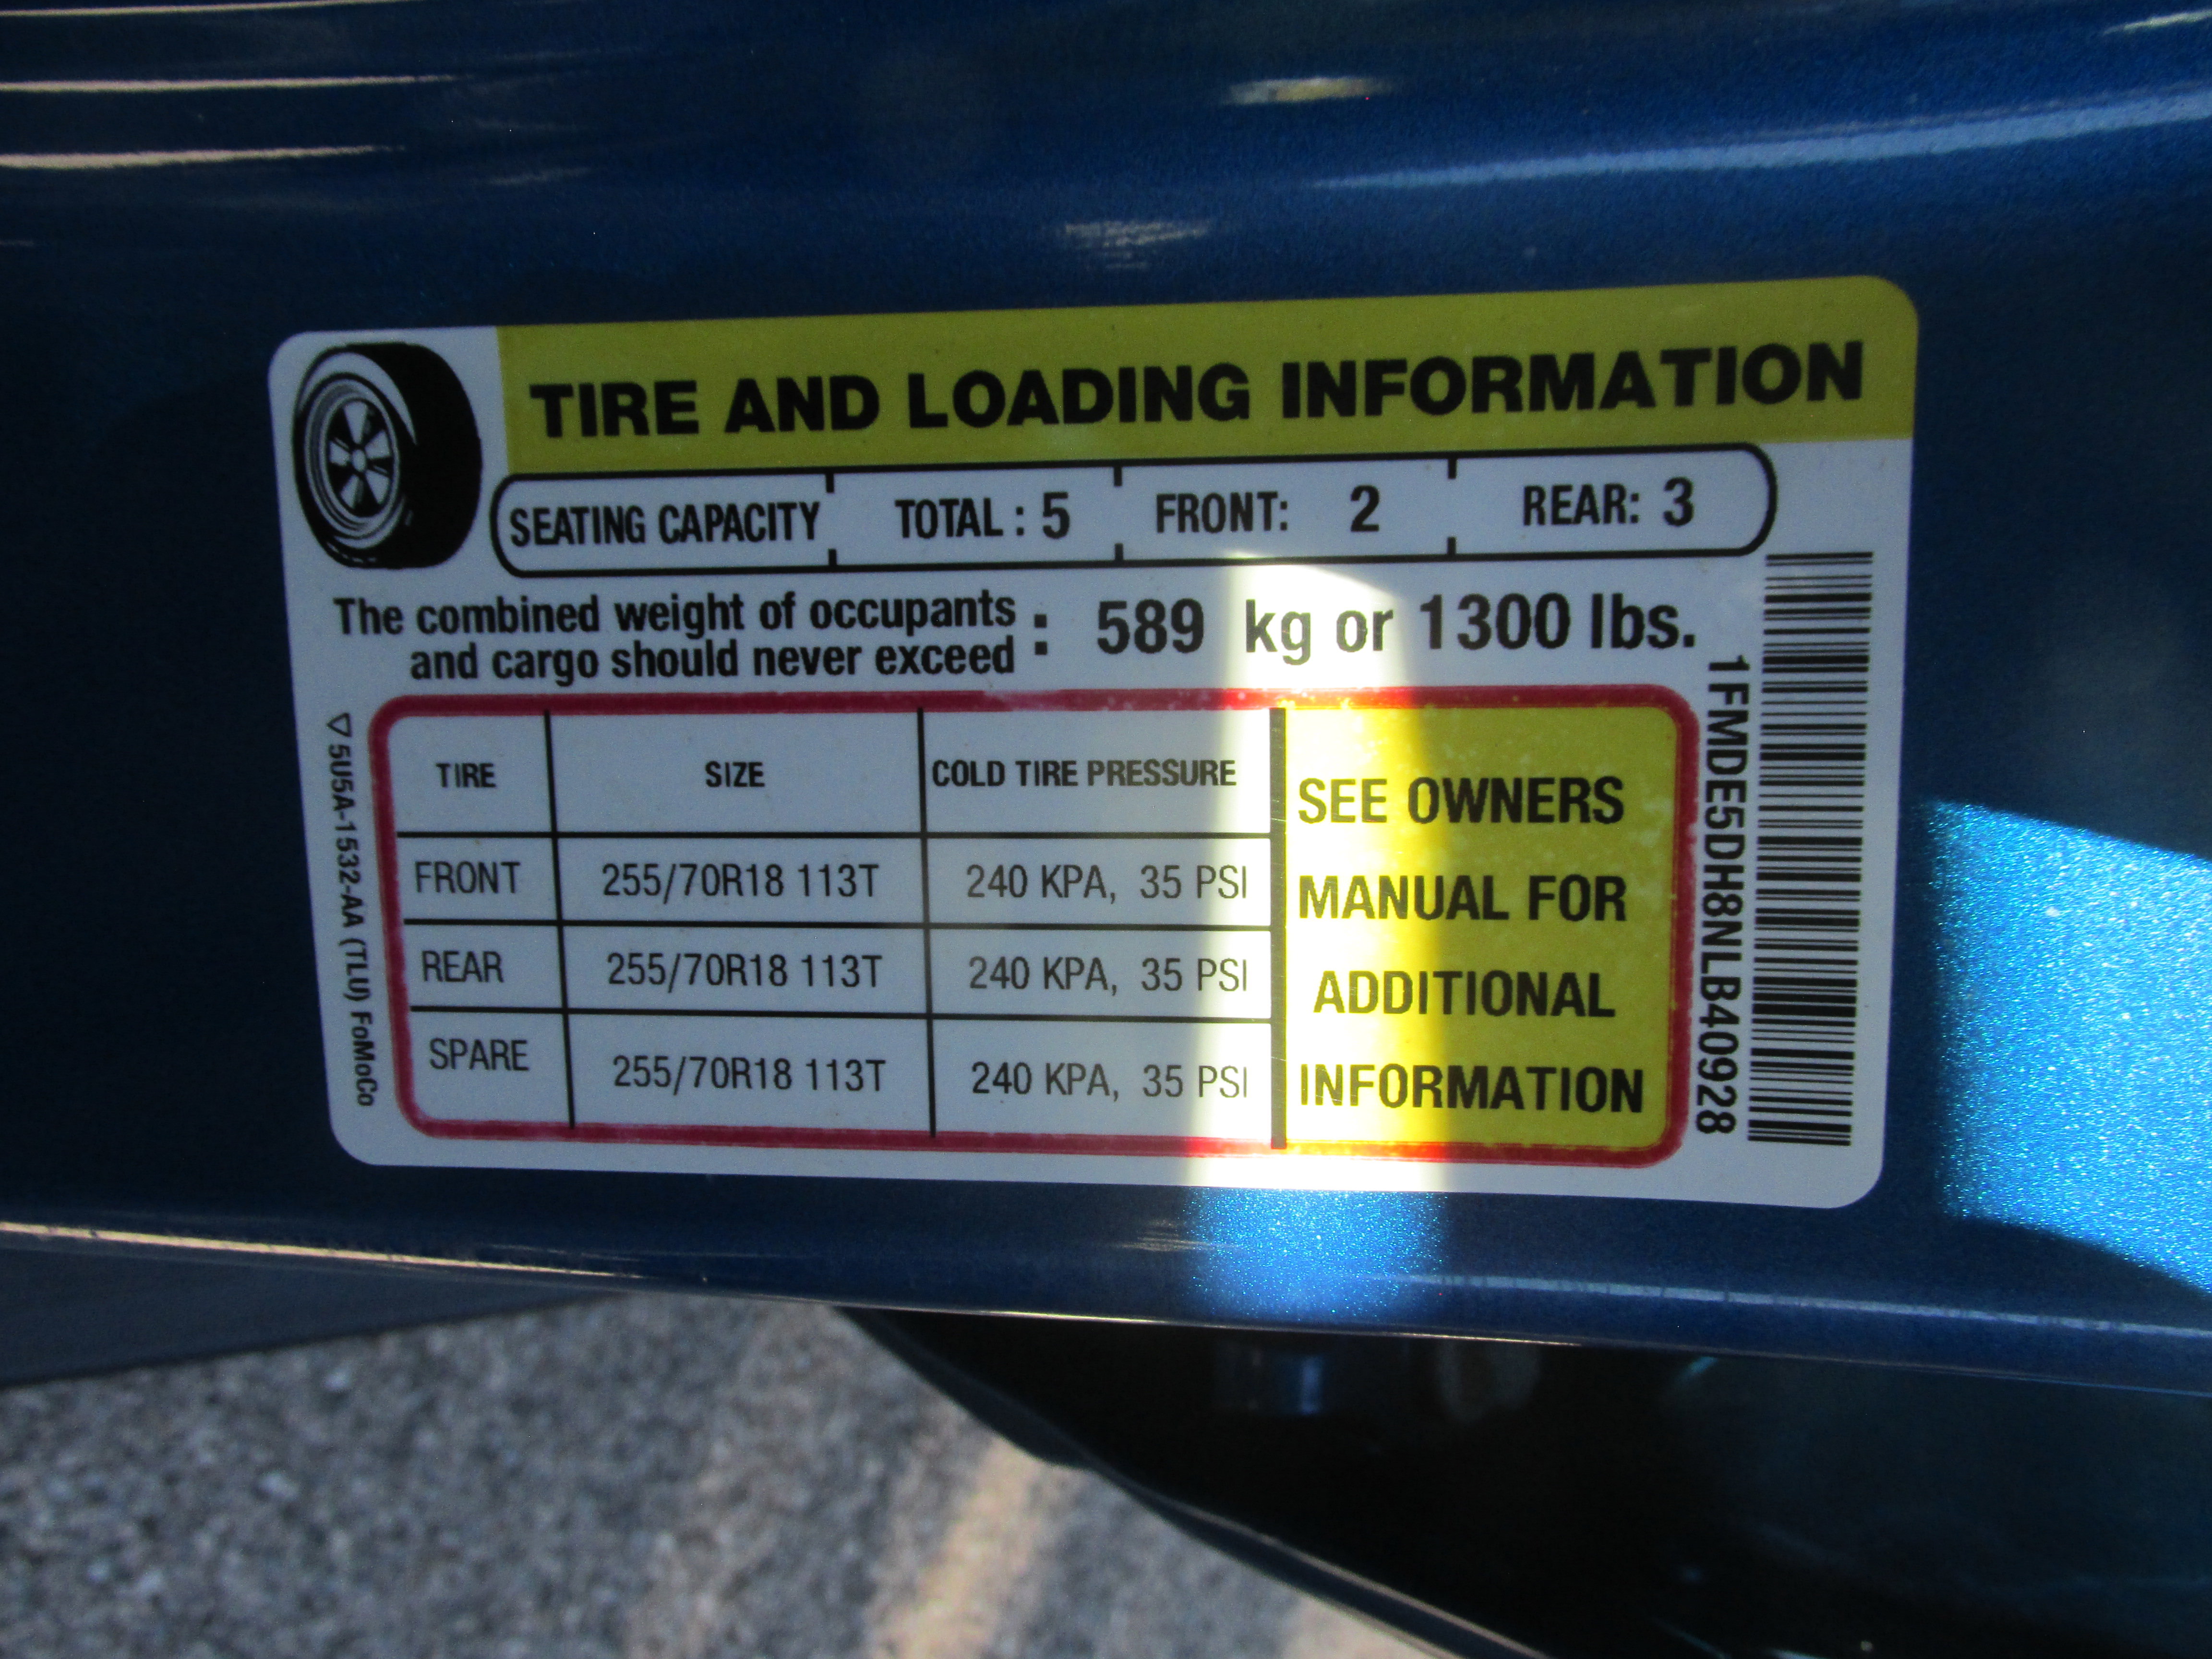 TIRE AND LOADING INFORMATION
SEATING CAPACITY TOTAL : 5 FRONT: 2 REAR: 3
The combined weight of occupants
and cargo should never exceed : 589 kg or 1300 lbs.
TIRE SIZE COLD TIRE PRESSURE
FRONT 255/70R18 113T 240 KPA, 35 PSI
REAR 255/70R18 113T 240 KPA, 35 PSI
SPARE 255/70R18 113T 240 KPA, 35 PSI
SEE OWNERS
MANUAL FOR
ADDITIONAL
INFORMATION
5U5A-1532-AA (TLU) FoMoCo
1FMDE5DH8NLB40928